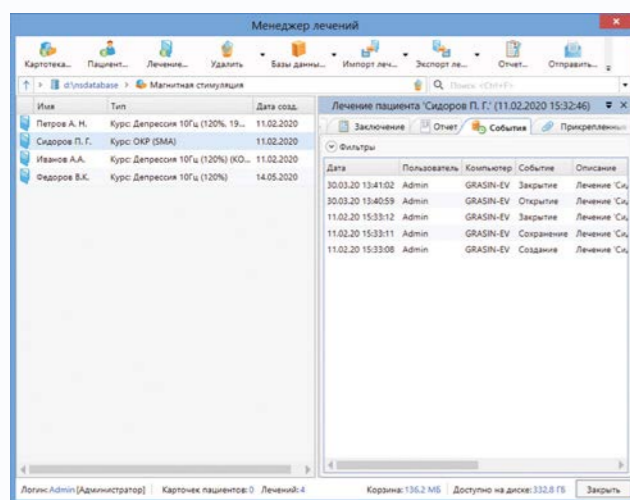 Менеджер лечений
Картотека... Пациент... Лечение... Удалить Базы данны... Импорт леч... Экспорт ле... Отчет... Отправить...
d:\nsdatabase > Магнитная стимуляция Поиск <Ctrl+F>
Имя Тип Дата созд.
Петров А. Н. Курс: Депрессия 10Гц (120%, 19... 11.02.2020
Сидоров П. Г. Курс: ОКР (SMA) 11.02.2020
Иванов А.А. Курс: Депрессия 10Гц (120%) (КО... 11.02.2020
Федоров В.К. Курс: Депрессия 10Гц (120%) 14.05.2020
Лечение пациента 'Сидоров П. Г.' (11.02.2020 15:32:46)
Заключение Отчет События Прикрепленны
Фильтры
Дата Пользователь Компьютер Событие Описание
30.03.20 13:41:02 Admin GRASIN-EV Закрытие Лечение 'Си
30.03.20 13:40:59 Admin GRASIN-EV Открытие Лечение 'Си
11.02.20 15:33:12 Admin GRASIN-EV Закрытие Лечение 'Си
11.02.20 15:33:11 Admin GRASIN-EV Сохранение Лечение 'Си
11.02.20 15:33:08 Admin GRASIN-EV Создание Лечение 'Си
Логин: Admin [Администратор] Карточек пациентов: 0 Лечений: 4 Корзина: 136.2 МБ Доступно на диске: 332.8 ГБ Закрыть